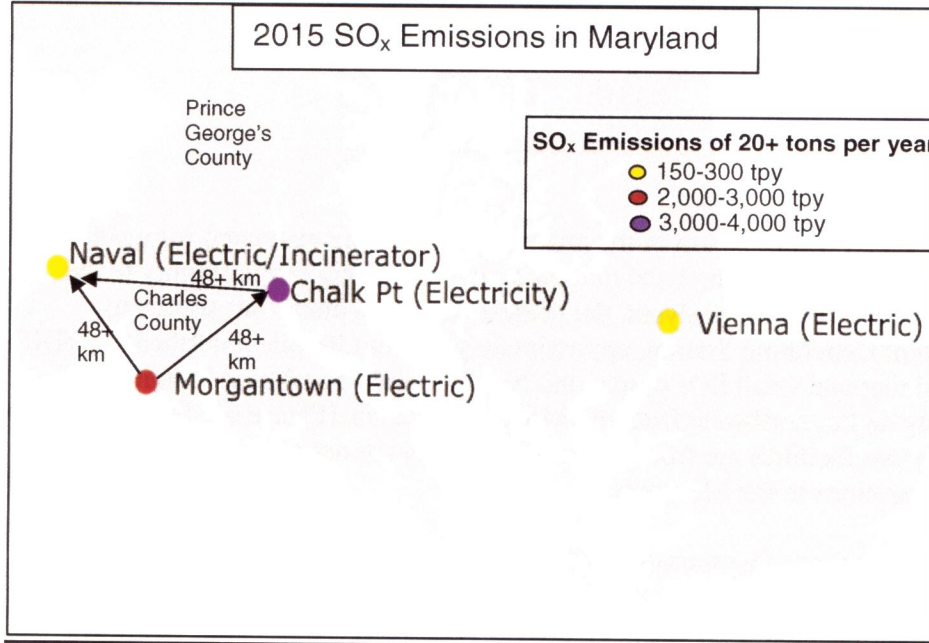 2015 SOx Emissions in Maryland
Prince
George's
County
SOx Emissions of 20+ tons per year
150-300 tpy
2,000-3,000 tpy
3,000-4,000 tpy
Naval (Electric/Incinerator)
48+ km
Chalk Pt (Electricity)
Charles
County
48+
km
48+
km
Vienna (Electric)
Morgantown (Electric)